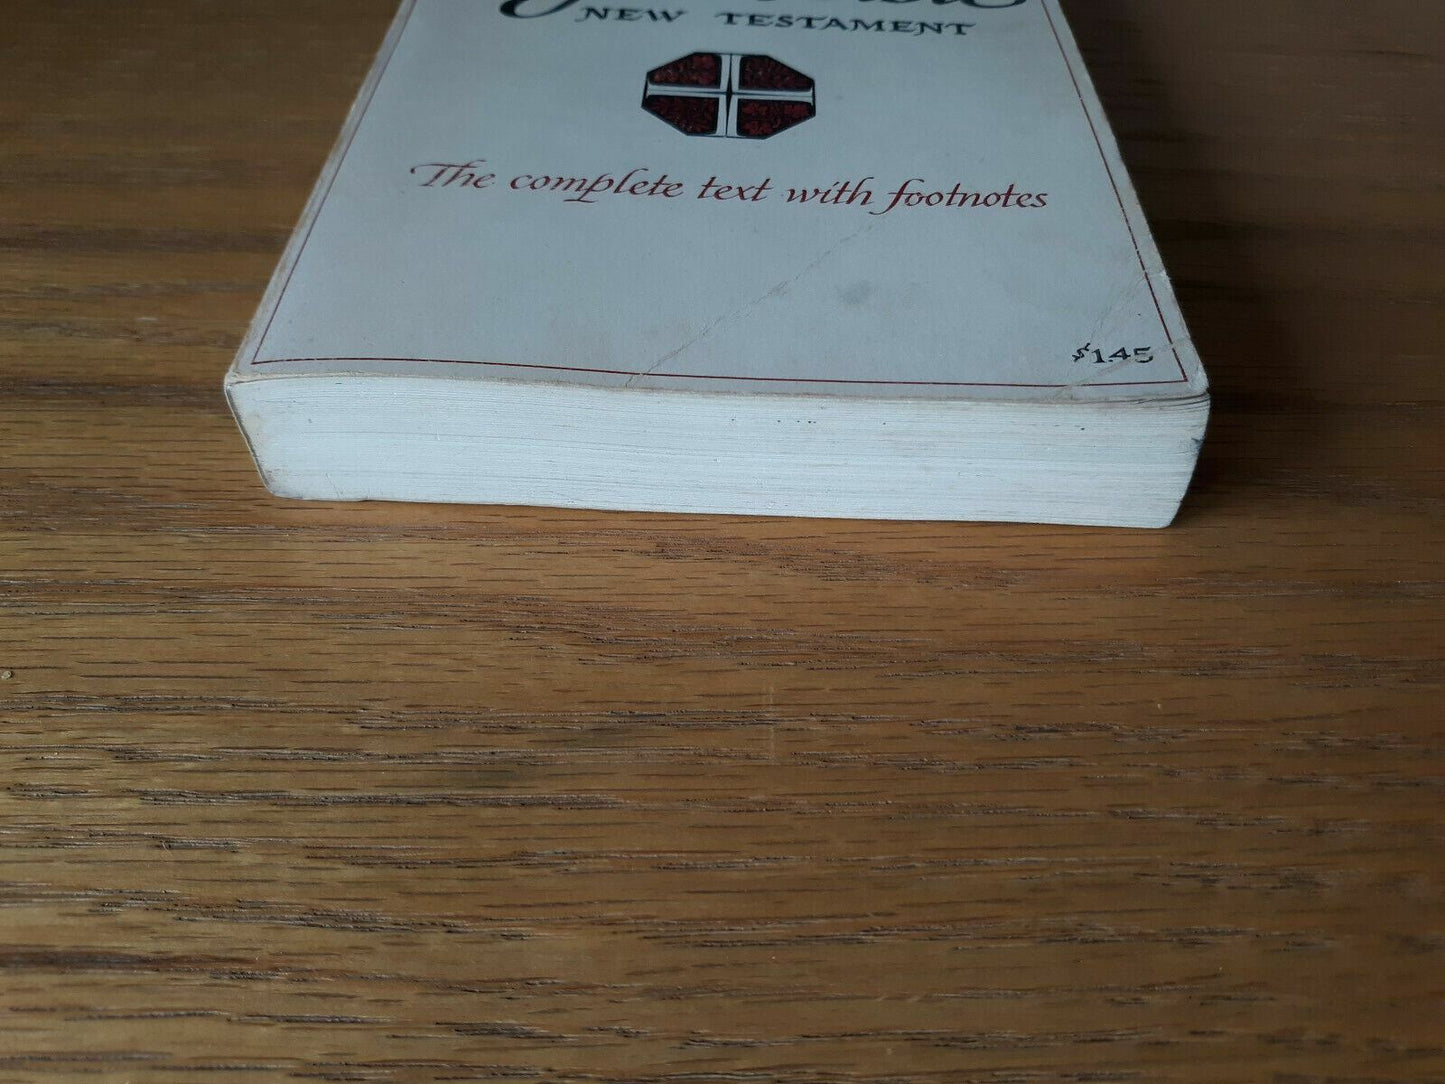 NEW TESTAMENT
The complete text with footnotes
$1.45